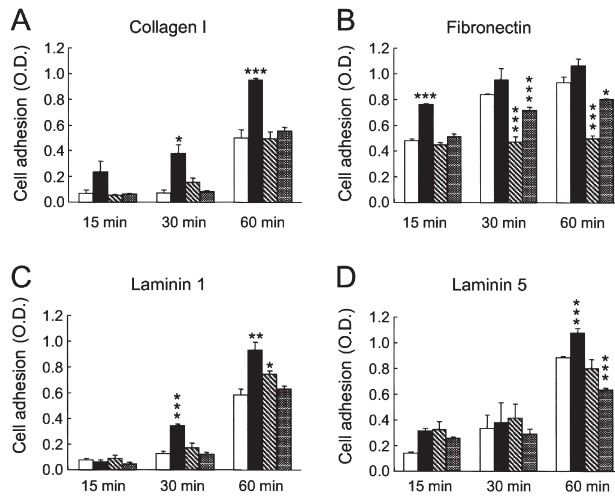 A
Collagen I
Cell adhesion (O.D.)
1.2
1.0
0.8
0.6
0.4
0.2
0.0
*
***
15 min
30 min
60 min
B
Fibronectin
Cell adhesion (O.D.)
1.2
1.0
0.8
0.6
0.4
0.2
0.0
***
***
***
***
*
15 min
30 min
60 min
C
Laminin 1
Cell adhesion (O.D.)
1.2
1.0
0.8
0.6
0.4
0.2
0.0
***
**
*
15 min
30 min
60 min
D
Laminin 5
Cell adhesion (O.D.)
1.2
1.0
0.8
0.6
0.4
0.2
0.0
***
***
15 min
30 min
60 min